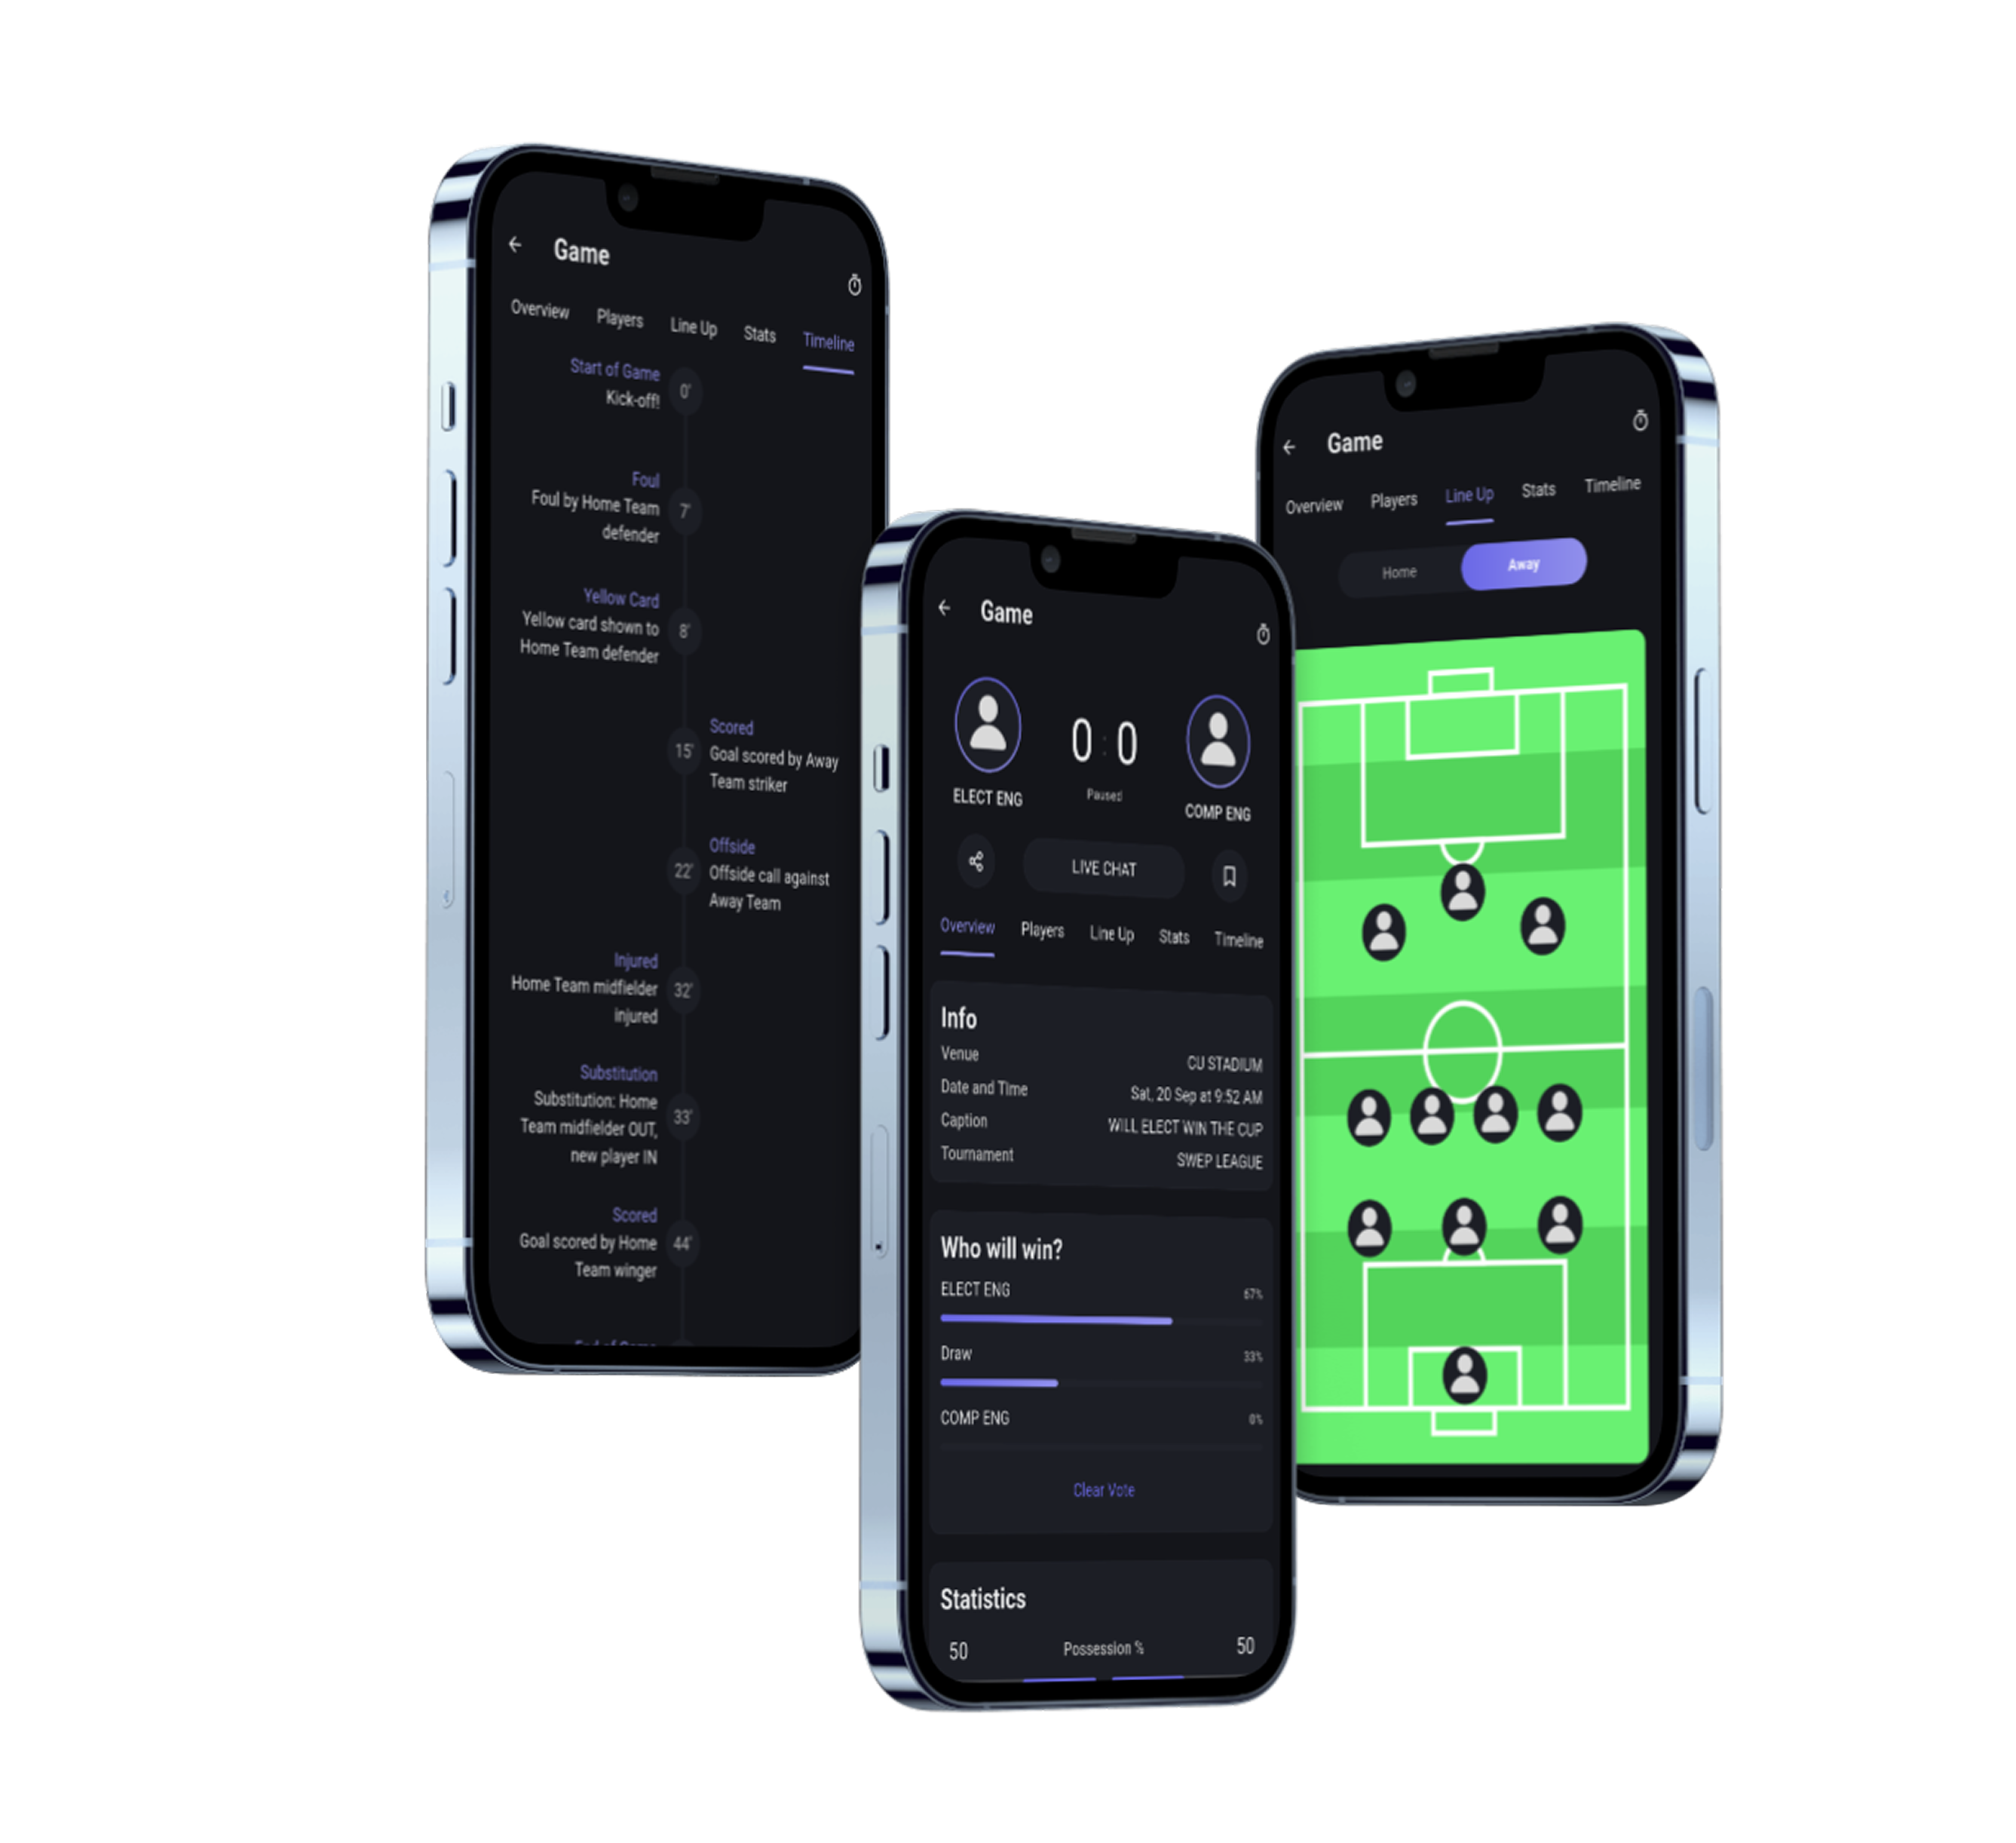 Game
Overview Players Line Up Stats Timeline
Start of Game
Kick-off!
0'
Foul
Foul by Home Team
defender
7'
Yellow Card
Yellow card shown to
Home Team defender
8'
15'
Scored
Goal scored by Away
Team striker
22'
Offside
Offside call against
Away Team
Injured
Home Team midfielder
injured
32'
Substitution
Substitution: Home
Team midfielder OUT,
new player IN
33'
Scored
Goal scored by Home
Team winger
44'
Game
ELECT ENG
0 : 0
Paused
COMP ENG
LIVE CHAT
Overview Players Line Up Stats Timeline
Info
Venue CU STADIUM
Date and Time Sat, 20 Sep at 9:52 AM
Caption WILL ELECT WIN THE CUP
Tournament SWEP LEAGUE
Who will win?
ELECT ENG 67%
Draw 33%
COMP ENG 0%
Clear Vote
Statistics
50 Possession % 50
Game
Overview Players Line Up Stats Timeline
Home Away